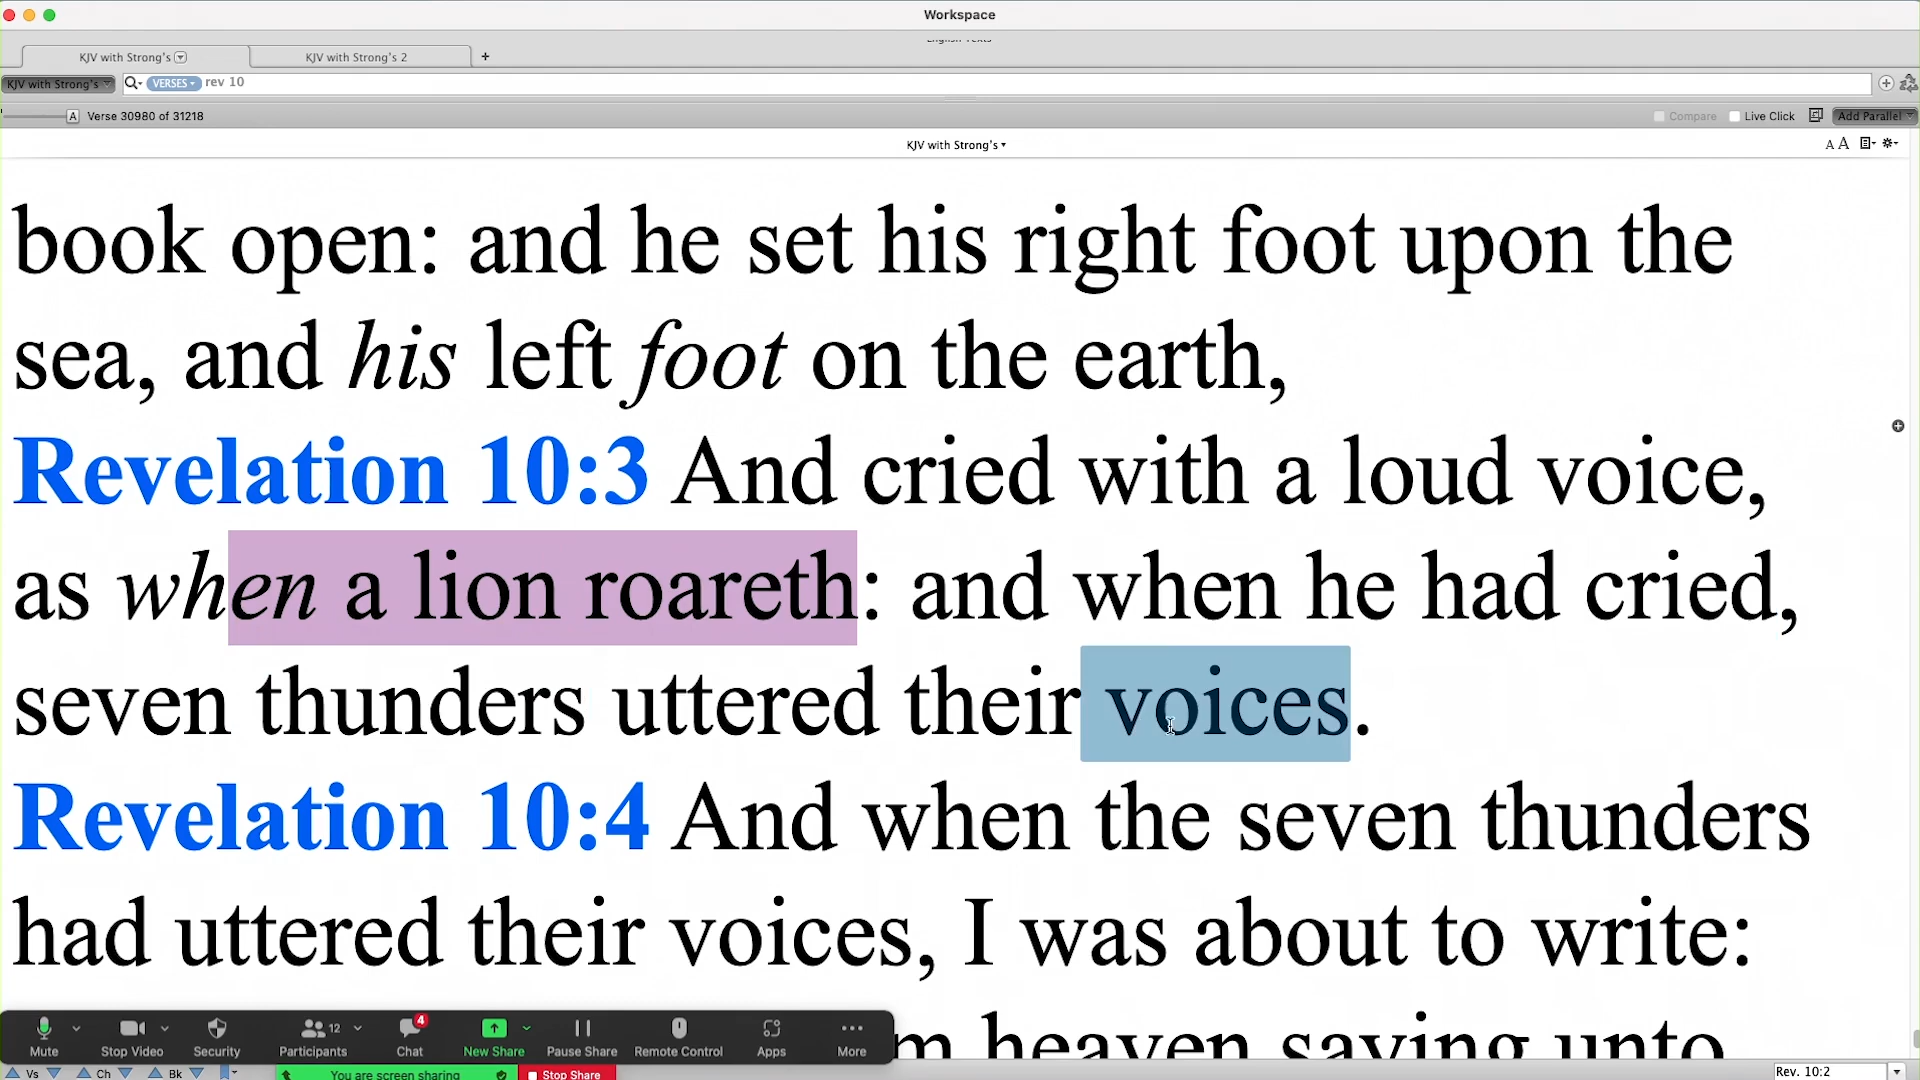 Workspace
English Texts
KJV with Strong's
KJV with Strong's 2
+
KJV with Strong's
VERSES
rev 10
A
Verse 30980 of 31218
Compare
Live Click
Add Parallel
KJV with Strong's
A A
book open: and he set his right foot upon the
sea, and his left foot on the earth,
Revelation 10:3 And cried with a loud voice,
as when a lion roareth: and when he had cried,
seven thunders uttered their voices.
Revelation 10:4 And when the seven thunders
had uttered their voices, I was about to write:
heaven saying unto
12
4
Mute
Stop Video
Security
Participants
Chat
New Share
Pause Share
Remote Control
Apps
More
Vs
Ch
Bk
You are screen sharing
Stop Share
Rev. 10:2